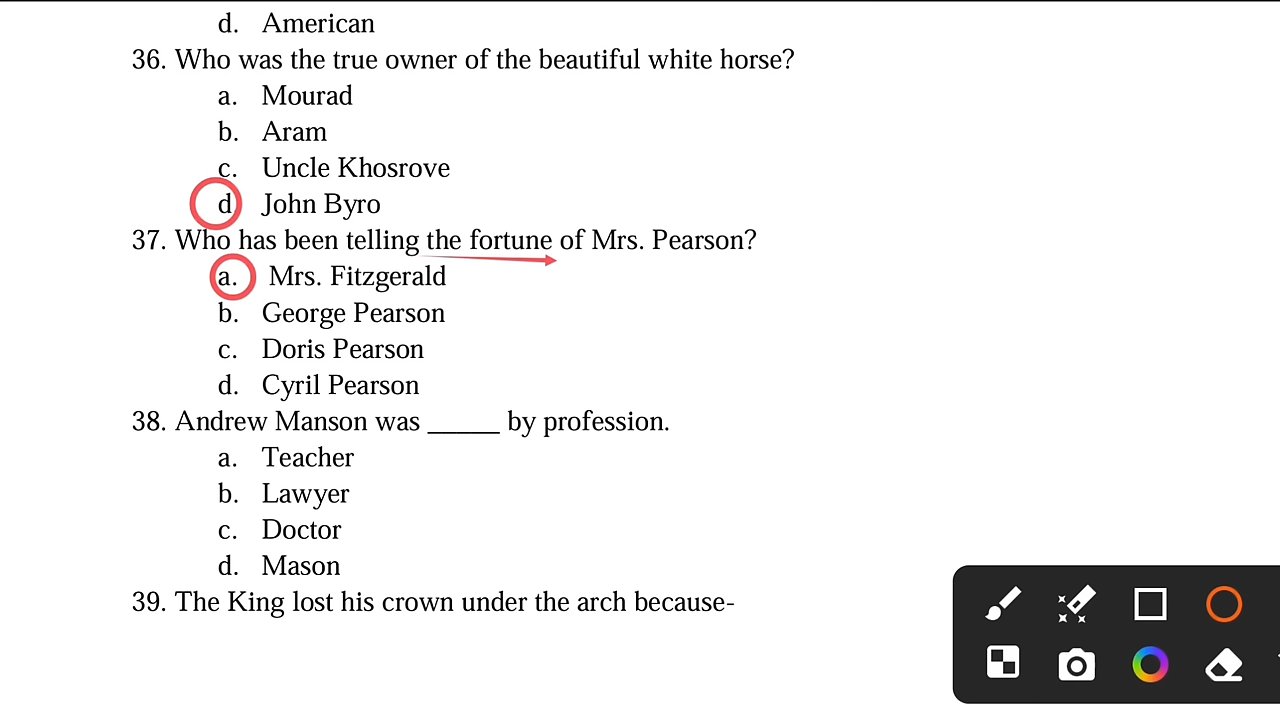 d. American
36. Who was the true owner of the beautiful white horse?
a. Mourad
b. Aram
c. Uncle Khosrove
d. John Byro
37. Who has been telling the fortune of Mrs. Pearson?
a. Mrs. Fitzgerald
b. George Pearson
c. Doris Pearson
d. Cyril Pearson
38. Andrew Manson was _____ by profession.
a. Teacher
b. Lawyer
c. Doctor
d. Mason
39. The King lost his crown under the arch because-